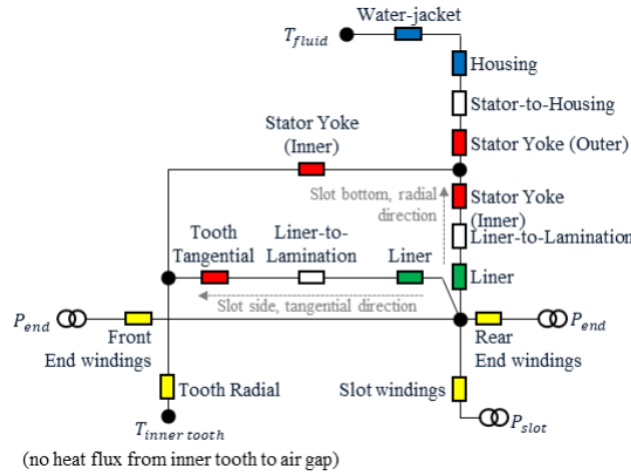 Water-jacket
T_fluid
Housing
Stator-to-Housing
Stator Yoke
(Inner)
Stator Yoke (Outer)
Slot bottom, radial
direction
Stator Yoke
(Inner)
Liner-to-Lamination
Tooth
Tangential
Liner-to-
Lamination
Liner
Liner
Slot side, tangential direction
P_end
Front
End windings
Rear
End windings
P_end
Tooth Radial
Slot windings
T_inner tooth
P_slot
(no heat flux from inner tooth to air gap)